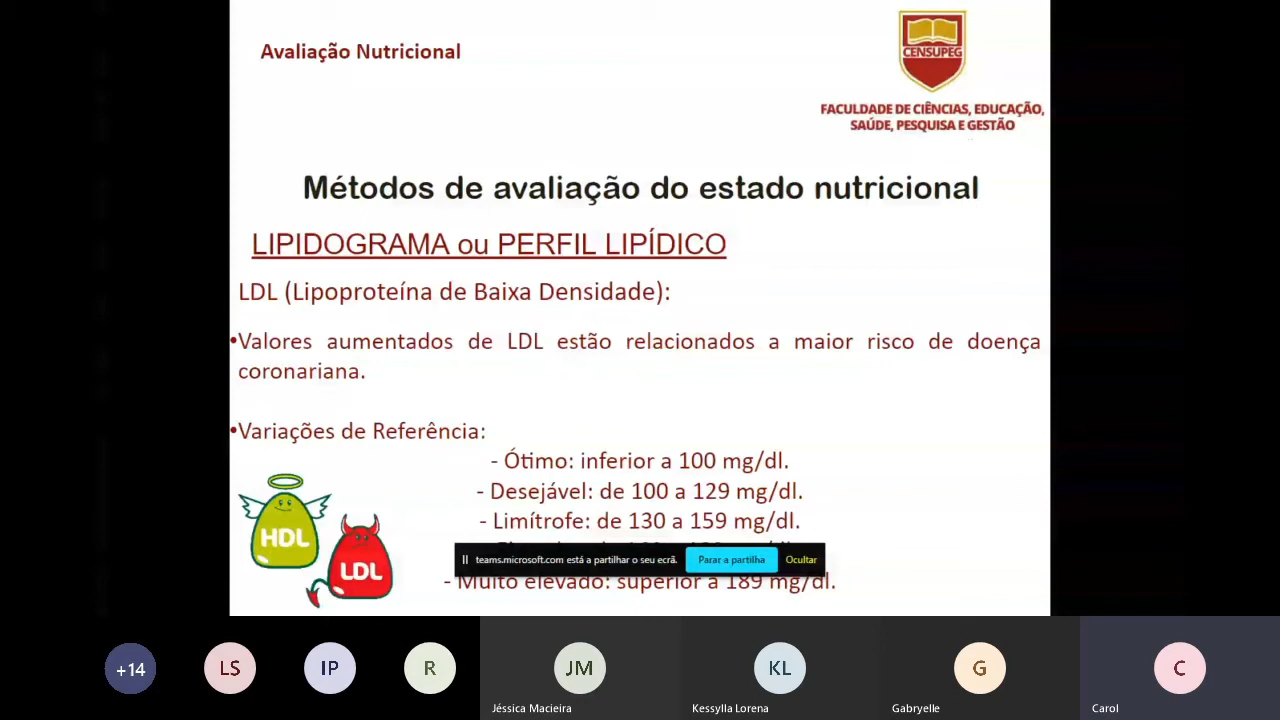 Avaliação Nutricional
CENSUPEG
FACULDADE DE CIÊNCIAS, EDUCAÇÃO,
SAÚDE, PESQUISA E GESTÃO
Métodos de avaliação do estado nutricional
LIPIDOGRAMA ou PERFIL LIPÍDICO
LDL (Lipoproteína de Baixa Densidade):
•Valores aumentados de LDL estão relacionados a maior risco de doença
coronariana.
•Variações de Referência:
- Ótimo: inferior a 100 mg/dl.
- Desejável: de 100 a 129 mg/dl.
- Limítrofe: de 130 a 159 mg/dl.
teams.microsoft.com está a partilhar o seu ecrã. Parar a partilha Ocultar
- Muito elevado: superior a 189 mg/dl.
HDL
LDL
+14 LS IP R JM KL G C
Jéssica Macieira Kessylla Lorena Gabryelle Carol